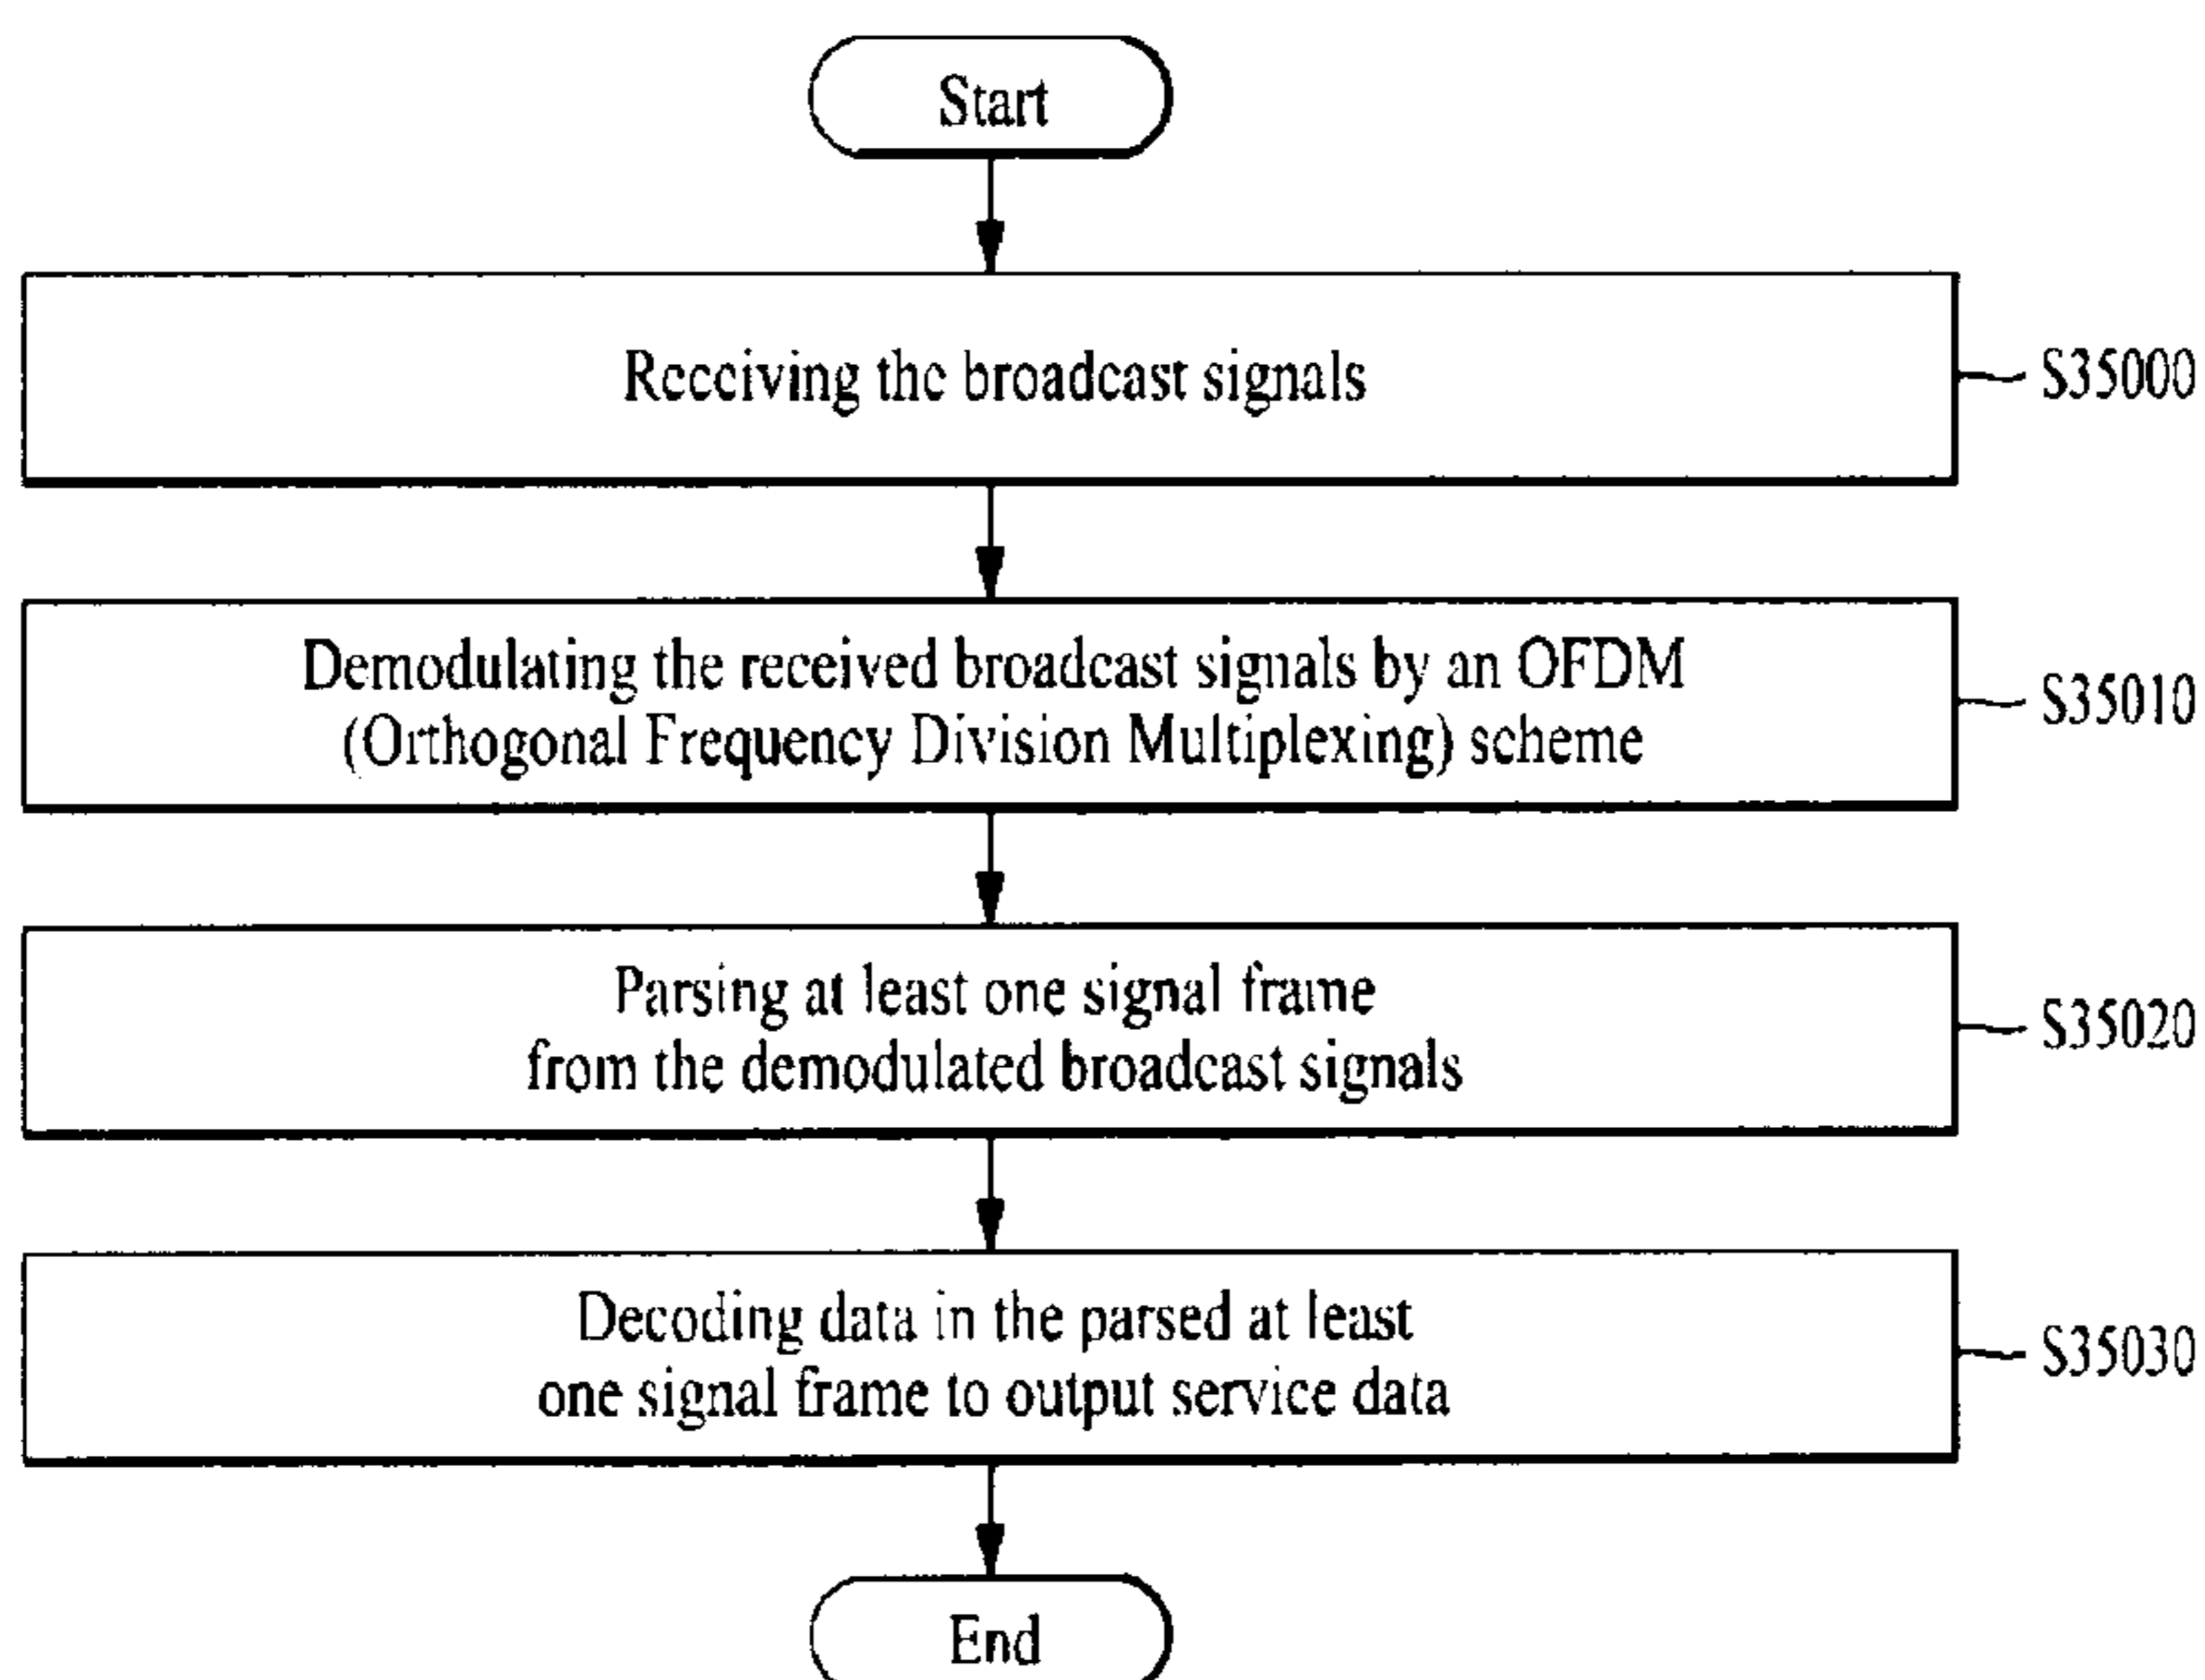 Start
Receiving the broadcast signals
S35000
Demodulating the received broadcast signals by an OFDM
(Orthogonal Frequency Division Multiplexing) scheme
S35010
Parsing at least one signal frame
from the demodulated broadcast signals
S35020
Decoding data in the parsed at least
one signal frame to output service data
S35030
End